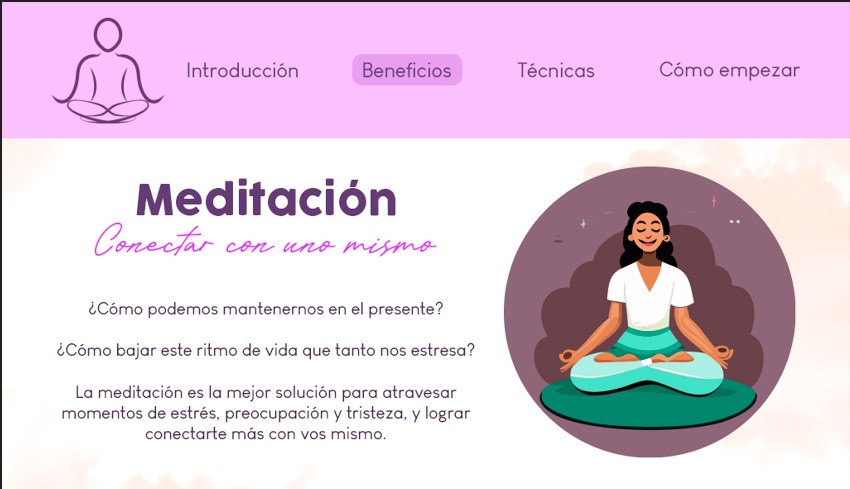 Introducción
Beneficios
Técnicas
Cómo empezar
Meditación
Conectar con uno mismo
¿Cómo podemos mantenernos en el presente?
¿Cómo bajar este ritmo de vida que tanto nos estresa?
La meditación es la mejor solución para atravesar
momentos de estrés, preocupación y tristeza, y lograr
conectarte más con vos mismo.